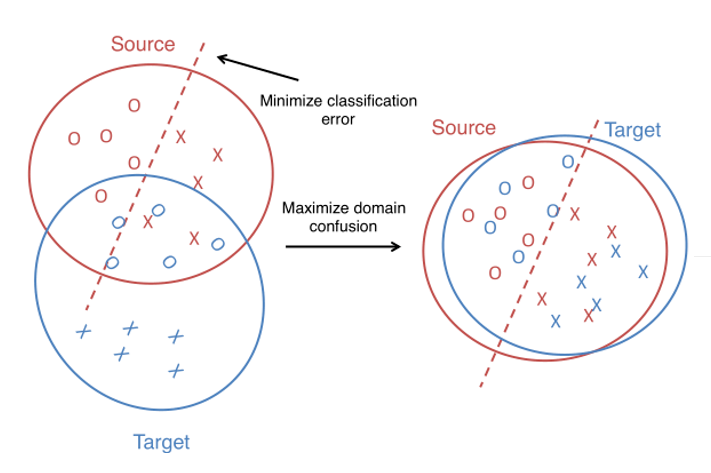 Source
Minimize classification
error
Maximize domain
confusion
Target
Source
Target